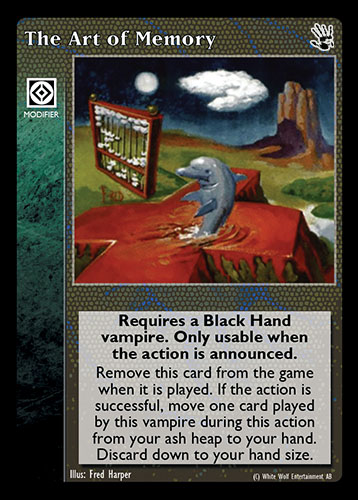 The Art of Memory
MODIFIER
Requires a Black Hand
vampire. Only usable when
the action is announced.
Remove this card from the game
when it is played. If the action is
successful, move one card played
by this vampire during this action
from your ash heap to your hand.
Discard down to your hand size.
Illus: Fred Harper
(C) White Wolf Entertainment AB